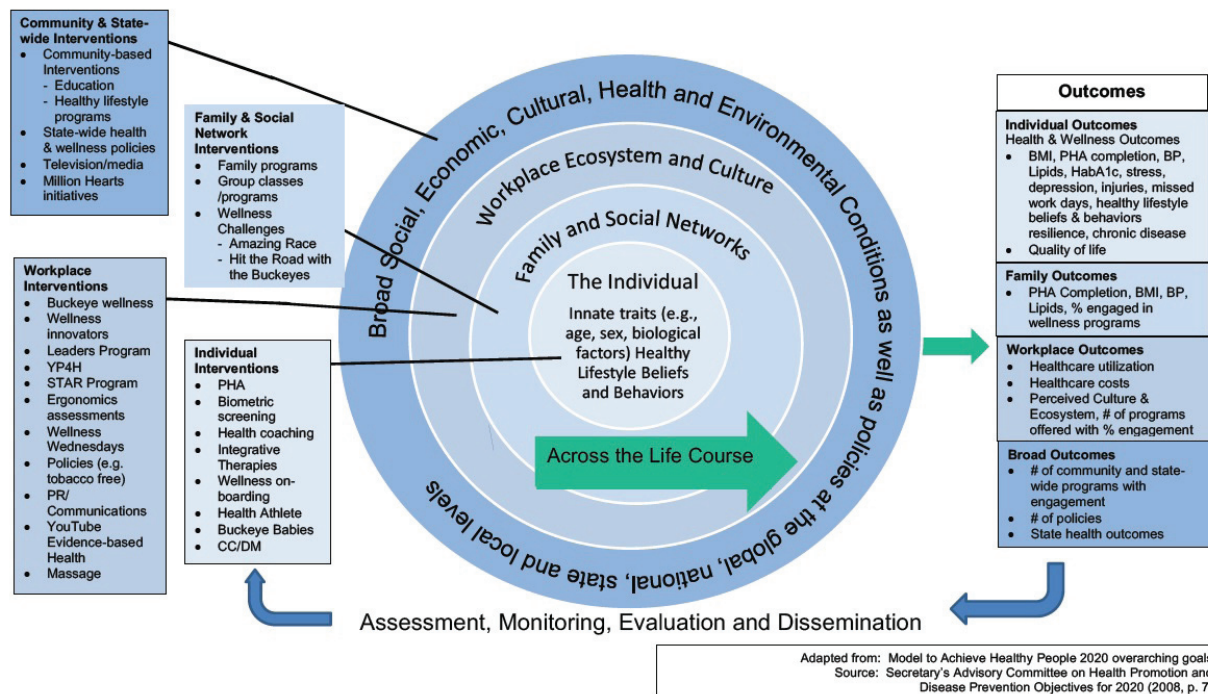 Community & State-
wide Interventions
• Community-based
Interventions
- Education
- Healthy lifestyle
programs
• State-wide health
& wellness policies
• Television/media
• Million Hearts
initiatives
Family & Social
Network
Interventions
• Family programs
• Group classes
/programs
• Wellness
Challenges
- Amazing Race
- Hit the Road with
the Buckeyes
Workplace
Interventions
• Buckeye wellness
• Wellness
innovators
• Leaders Program
• YP4H
• STAR Program
• Ergonomics
assessments
• Wellness
Wednesdays
• Policies (e.g.
tobacco free)
• PR/
Communications
• YouTube
Evidence-based
Health
• Massage
Individual
Interventions
• PHA
• Biometric
screening
• Health coaching
• Integrative
Therapies
• Wellness on-
boarding
• Health Athlete
• Buckeye Babies
• CC/DM
Broad Social, Economic, Cultural, Health and Environmental Conditions as well as policies at the global, national, state and local levels
Workplace Ecosystem and Culture
Family and Social Networks
The Individual
Innate traits (e.g.,
age, sex, biological
factors) Healthy
Lifestyle Beliefs
and Behaviors
Across the Life Course
Outcomes
Individual Outcomes
Health & Wellness Outcomes
• BMI, PHA completion, BP,
Lipids, HabA1c, stress,
depression, injuries, missed
work days, healthy lifestyle
beliefs & behaviors
resilience, chronic disease
• Quality of life
Family Outcomes
• PHA Completion, BMI, BP,
Lipids, % engaged in
wellness programs
Workplace Outcomes
• Healthcare utilization
• Healthcare costs
• Perceived Culture &
Ecosystem, # of programs
offered with % engagement
Broad Outcomes
• # of community and state-
wide programs with
engagement
• # of policies
• State health outcomes
Assessment, Monitoring, Evaluation and Dissemination
Adapted from: Model to Achieve Healthy People 2020 overarching goals
Source: Secretary's Advisory Committee on Health Promotion and
Disease Prevention Objectives for 2020 (2008, p. 7